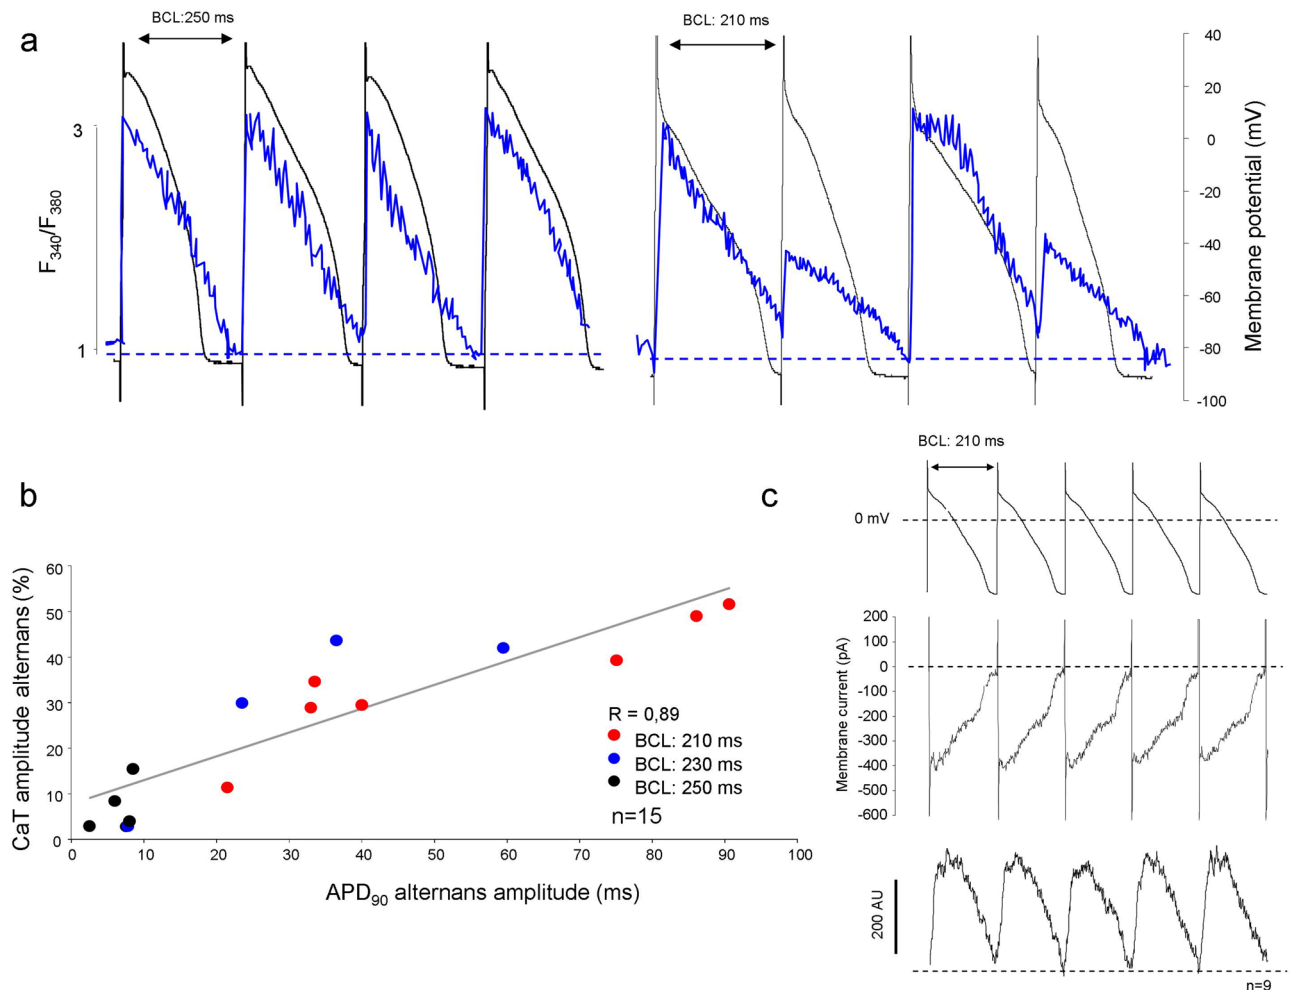 a
BCL:250 ms
BCL: 210 ms
3
1
F340/F380
40
20
0
-20
-40
-60
-80
-100
Membrane potential (mV)
b
60
50
40
30
20
10
0
0 10 20 30 40 50 60 70 80 90 100
CaT amplitude alternans (%)
APD90 alternans amplitude (ms)
R = 0,89
BCL: 210 ms
BCL: 230 ms
BCL: 250 ms
n=15
c
BCL: 210 ms
0 mV
200
100
0
-100
-200
-300
-400
-500
-600
Membrane current (pA)
200 AU
n=9